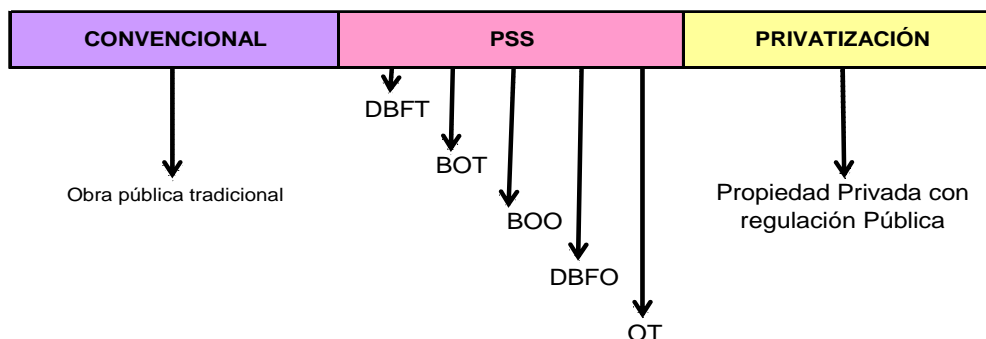 CONVENCIONAL
PSS
PRIVATIZACIÓN
DBFT
BOT
Obra pública tradicional
BOO
Propiedad Privada con
regulación Pública
DBFO
OT